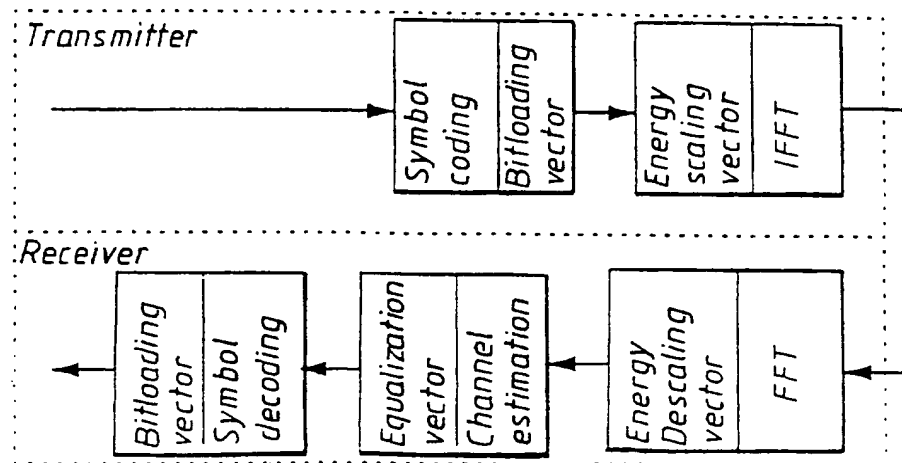 Transmitter
Symbol
coding
Bitloading
vector
Energy
scaling
vector
IFFT
Receiver
Bitloading
vector
Symbol
decoding
Equalization
vector
Channel
estimation
Energy
Descaling
vector
FFT